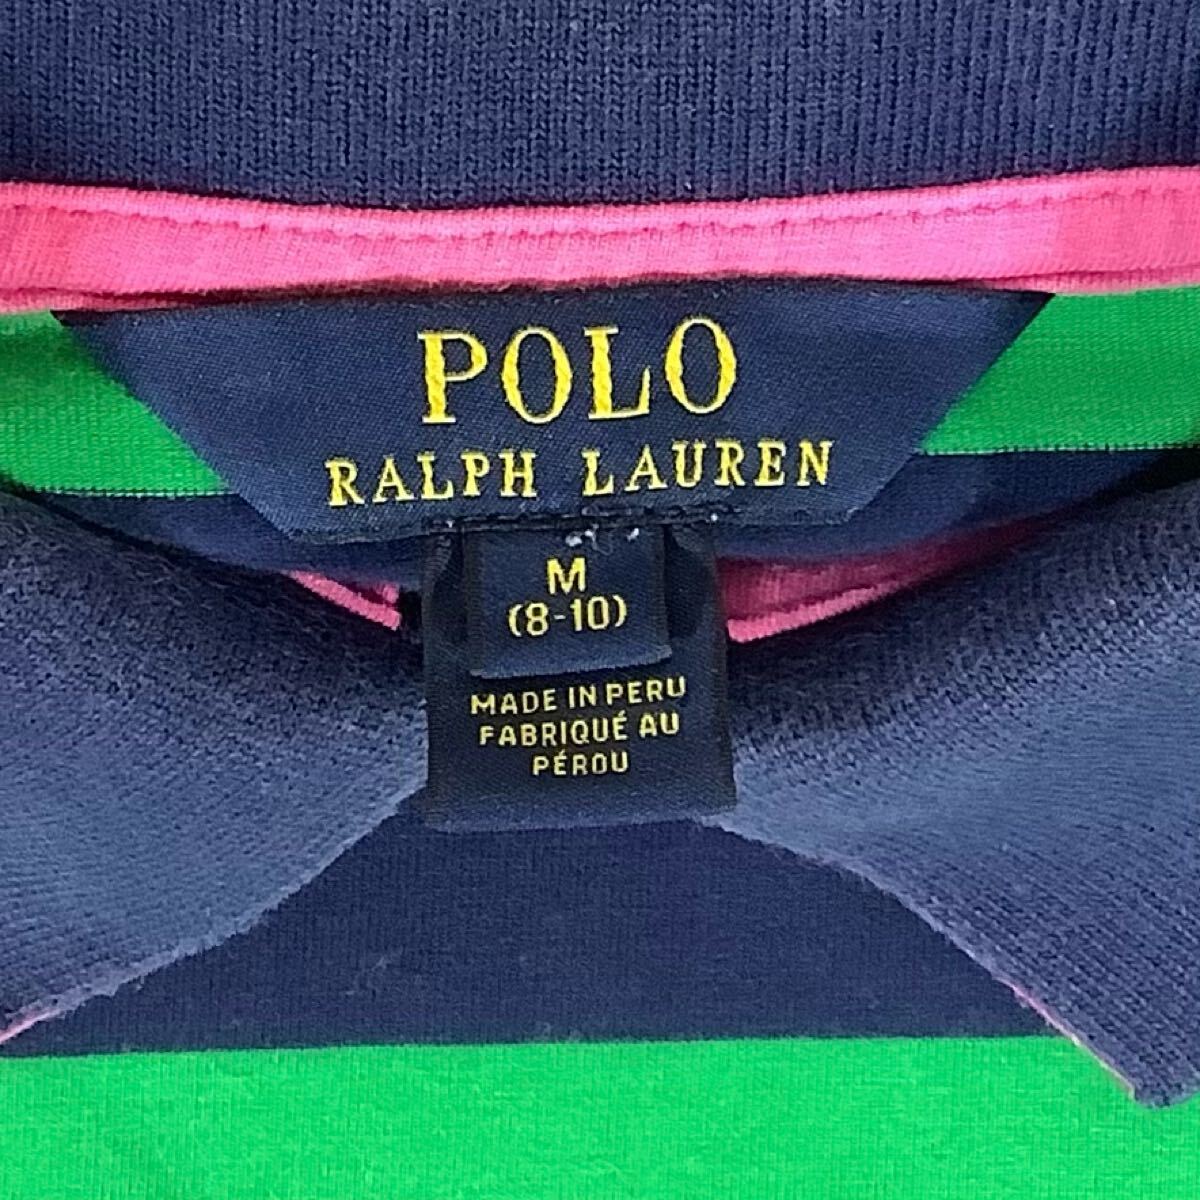 POLO
RALPH LAUREN
M
(8-10)
MADE IN PERU
FABRIQUÉ AU
PÉROU